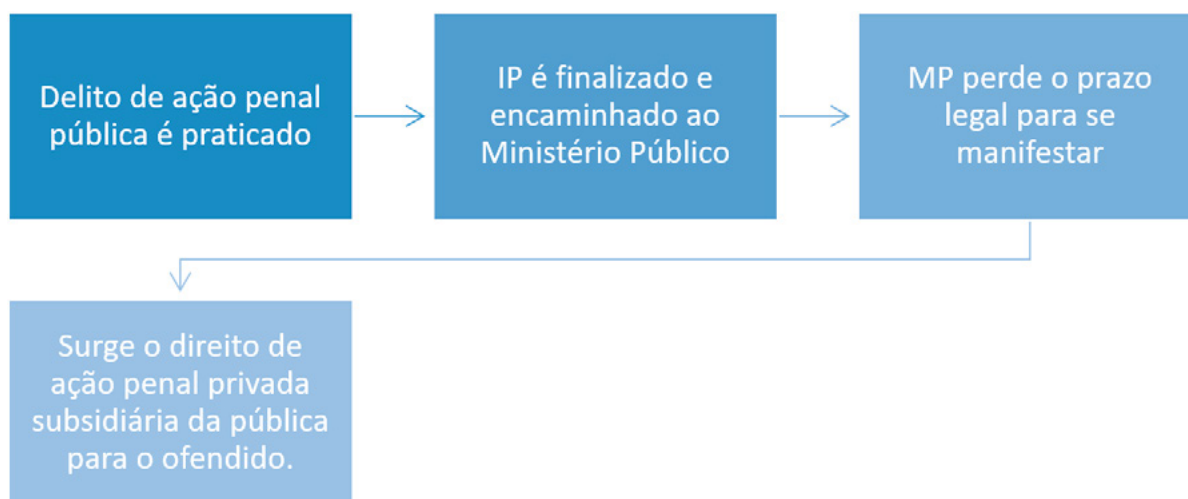 Delito de ação penal
pública é praticado
IP é finalizado e
encaminhado ao
Ministério Público
MP perde o prazo
legal para se
manifestar
Surge o direito de
ação penal privada
subsidiária da pública
para o ofendido.